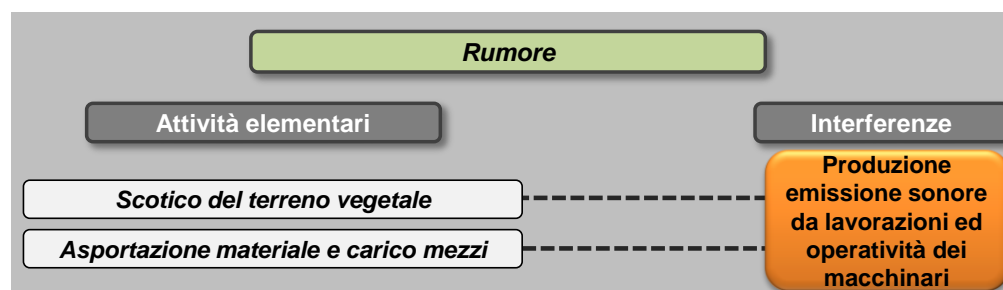 Rumore
Attività elementari
Interferenze
Scotico del terreno vegetale
Asportazione materiale e carico mezzi
Produzione
emissione sonore
da lavorazioni ed
operatività dei
macchinari